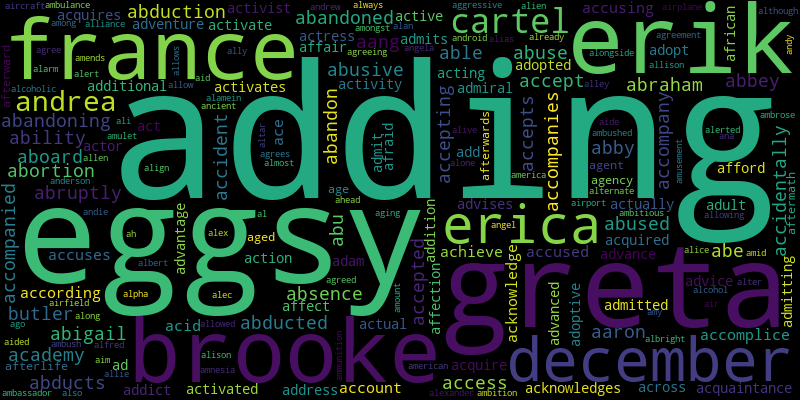 aircraft ambulance acquires abduction adventure activate activist affair actress abandoned active aang admits aggressive always andrew among alliance ally alan amongst angela alien alias android already agreement alongside although airplane andy
france cartel erik accusing african adopt allison alley
afterward agree amends alarm alert aid allows allow agreeing abusive able abuse adopted accept abraham abbey
alcoholic additional activates activity acting admiral
andrea alamein ancient abandon accepting accepts accompanies accompany ambrose
abandoning ali act accident ace admit afraid afterwards alive ambushed aide alerted ana
ability actor altar add abby agent
aboard allen agrees alone america agency afford amusement
abortion align almost alternate
adding
abruptly anderson age ahead advises airport actually adult accidentally aftermath
accompanied andie advantage al aging addition angel ambitious allowing
eggsy erica
ah alex aged abu abused
accuses albert action adam accepted affection achieve accused acquired alice abe amid
according alpha alec absence agreed amount acknowledge advance advice admitting
airfield affect admitted alcohol alter air
butler along acid abducted actual advanced adoptive amy
greta
ago abigail allowed aaron albright accomplice
brooke december
aided ambush alfred
academy aim alison ammunition american acquire access across acquaintance
afterlife ad amnesia
abducts allie addict activated address account alexander ambition acknowledges
ambassador also